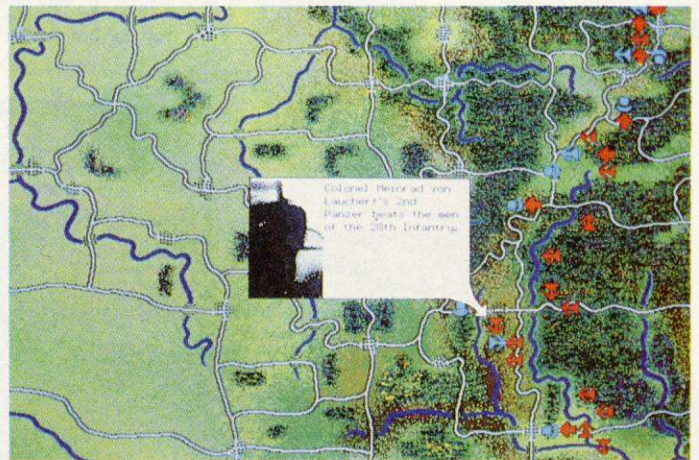 Colonel Meinrad von
Lauchert's 2nd
Panzer beats the men
of the 28th Infantry.